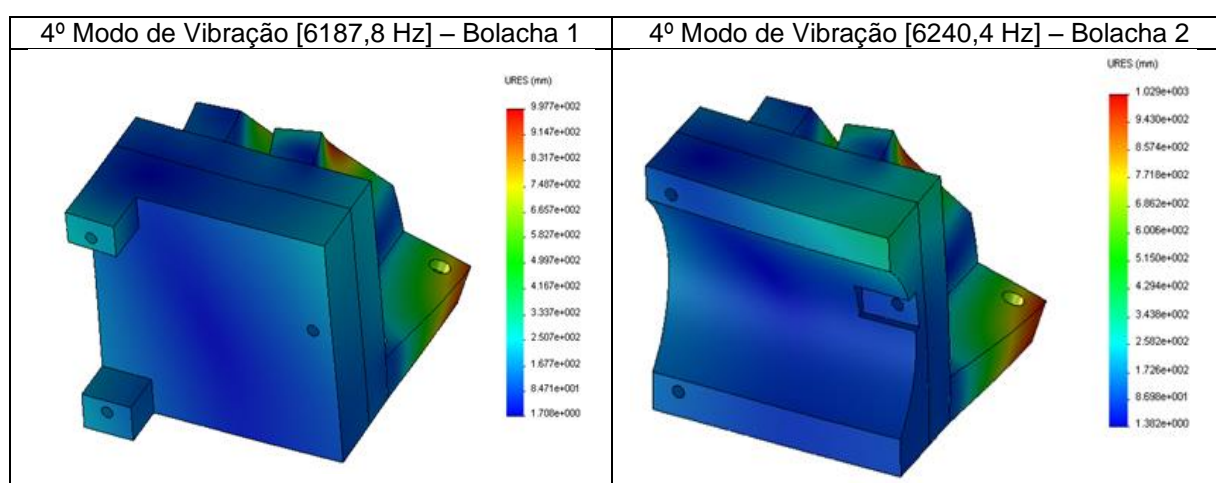 4º Modo de Vibração [6187,8 Hz] – Bolacha 1
URES (mm)
9.977e+002
9.147e+002
8.317e+002
7.487e+002
6.657e+002
5.827e+002
4.997e+002
4.167e+002
3.337e+002
2.507e+002
1.677e+002
8.471e+001
1.708e+000
4º Modo de Vibração [6240,4 Hz] – Bolacha 2
URES (mm)
1.029e+003
9.430e+002
8.574e+002
7.718e+002
6.862e+002
6.006e+002
5.150e+002
4.294e+002
3.438e+002
2.582e+002
1.726e+002
8.698e+001
1.382e+000